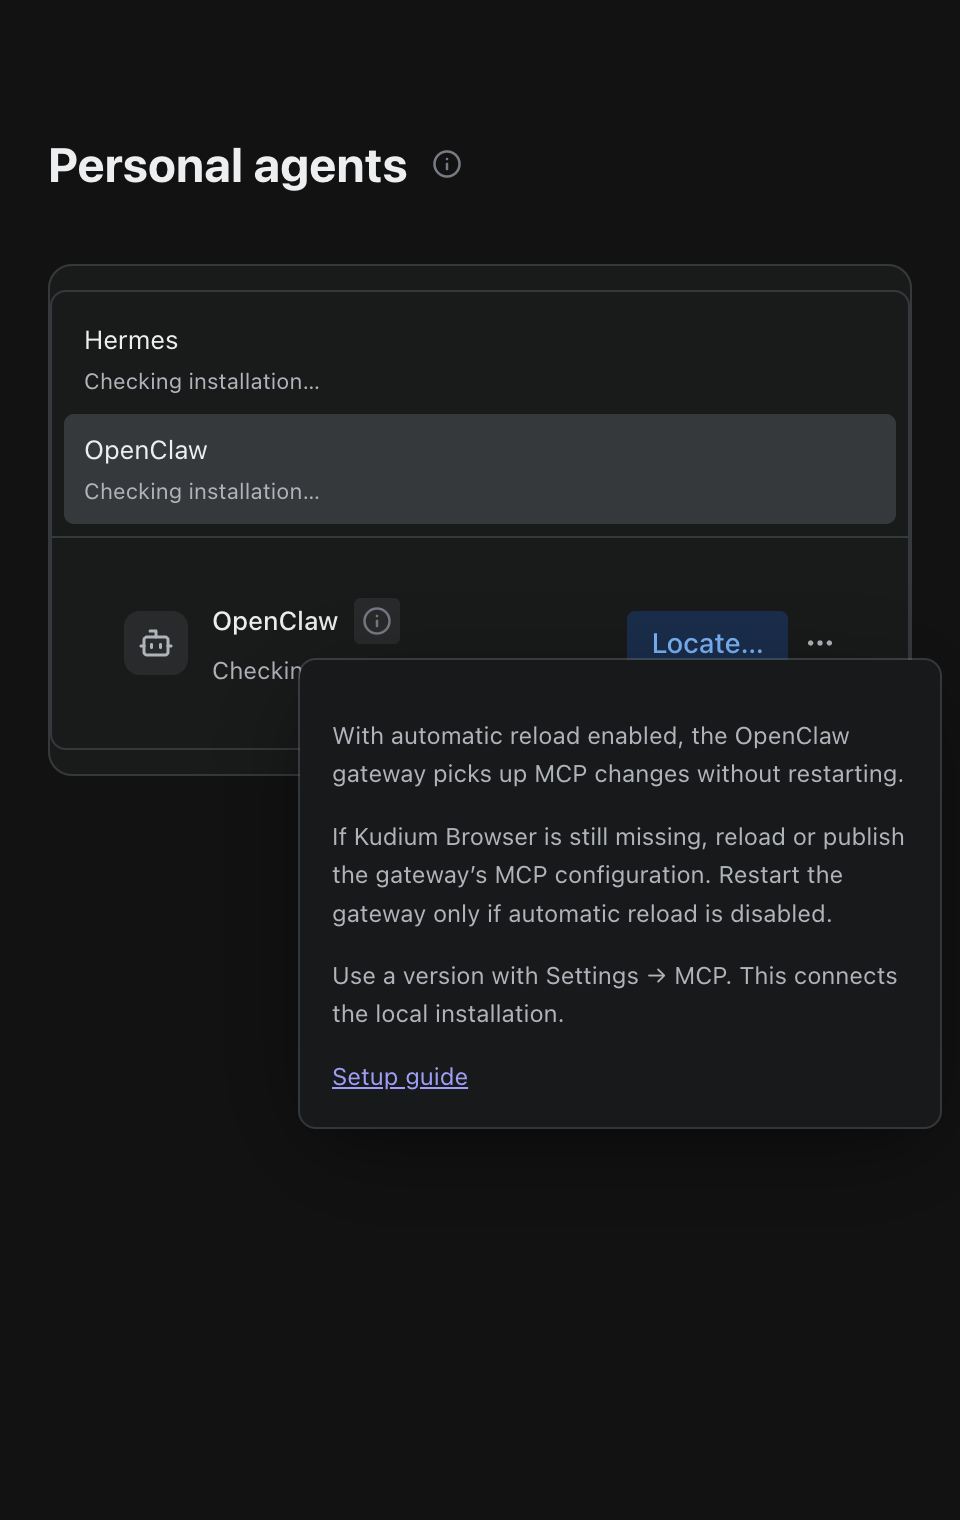 Personal agents
Hermes
Checking installation...
OpenClaw
Checking installation...
OpenClaw
Locate...
With automatic reload enabled, the OpenClaw
gateway picks up MCP changes without restarting.
If Kudium Browser is still missing, reload or publish
the gateway’s MCP configuration. Restart the
gateway only if automatic reload is disabled.
Use a version with Settings → MCP. This connects
the local installation.
Setup guide